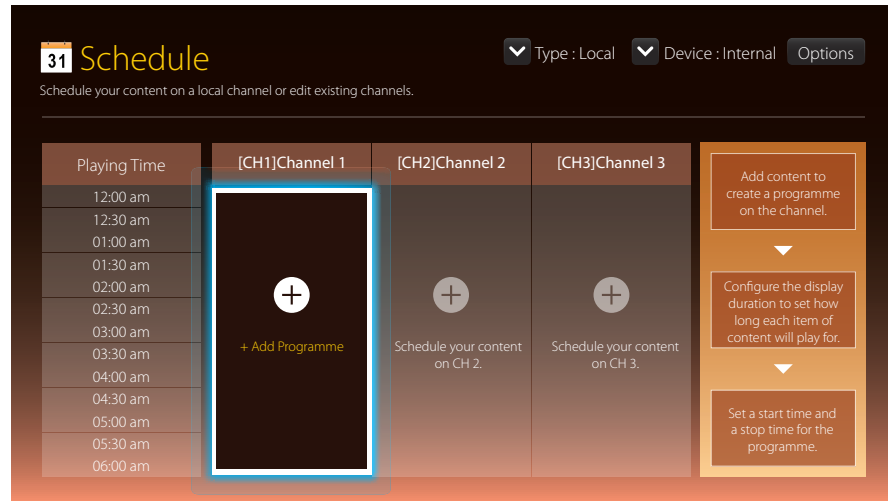 31 Schedule
Type : Local
Device : Internal
Options
Schedule your content on a local channel or edit existing channels.
Playing Time
[CH1]Channel 1
[CH2]Channel 2
[CH3]Channel 3
12:00 am
12:30 am
01:00 am
01:30 am
02:00 am
02:30 am
03:00 am
03:30 am
04:00 am
04:30 am
05:00 am
05:30 am
06:00 am
+ Add Programme
Schedule your content
on CH 2.
Schedule your content
on CH 3.
Add content to
create a programme
on the channel.
Configure the display
duration to set how
long each item of
content will play for.
Set a start time and
a stop time for the
programme.